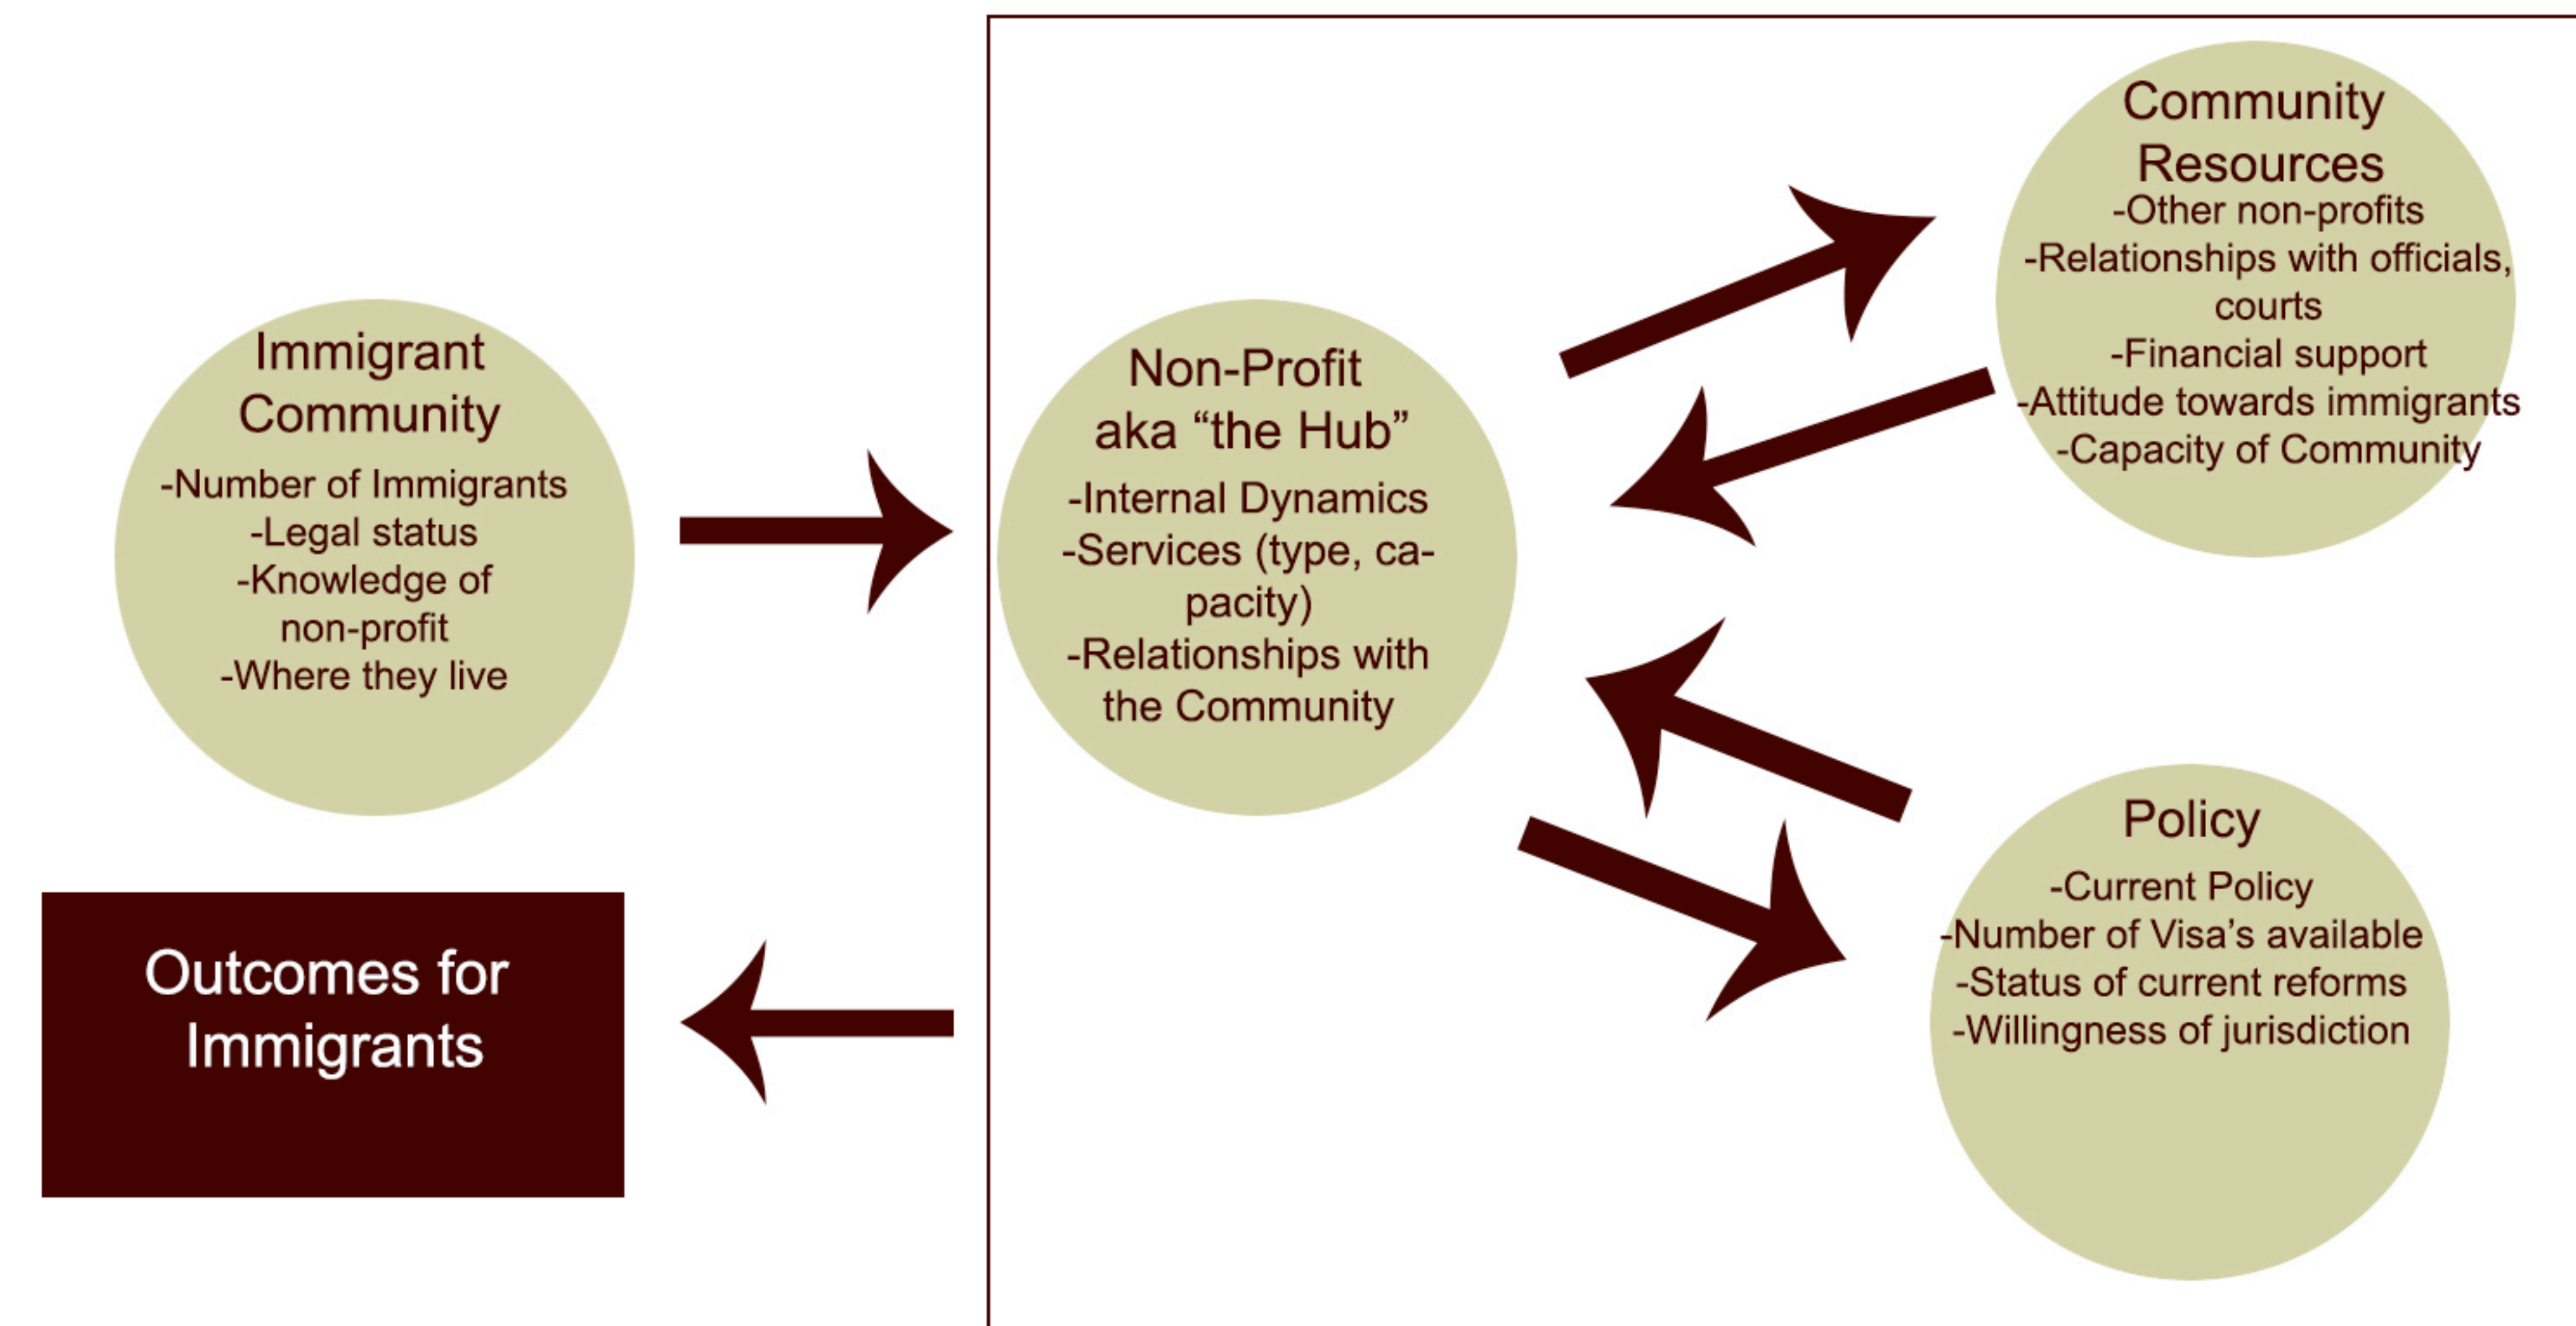 Immigrant
Community
-Number of Immigrants
-Legal status
-Knowledge of
non-profit
-Where they live
Outcomes for
Immigrants
Non-Profit
aka “the Hub”
-Internal Dynamics
-Services (type, ca-
pacity)
-Relationships with
the Community
Community
Resources
-Other non-profits
-Relationships with officials,
courts
-Financial support
-Attitude towards immigrants
-Capacity of Community
Policy
-Current Policy
-Number of Visa’s available
-Status of current reforms
-Willingness of jurisdiction